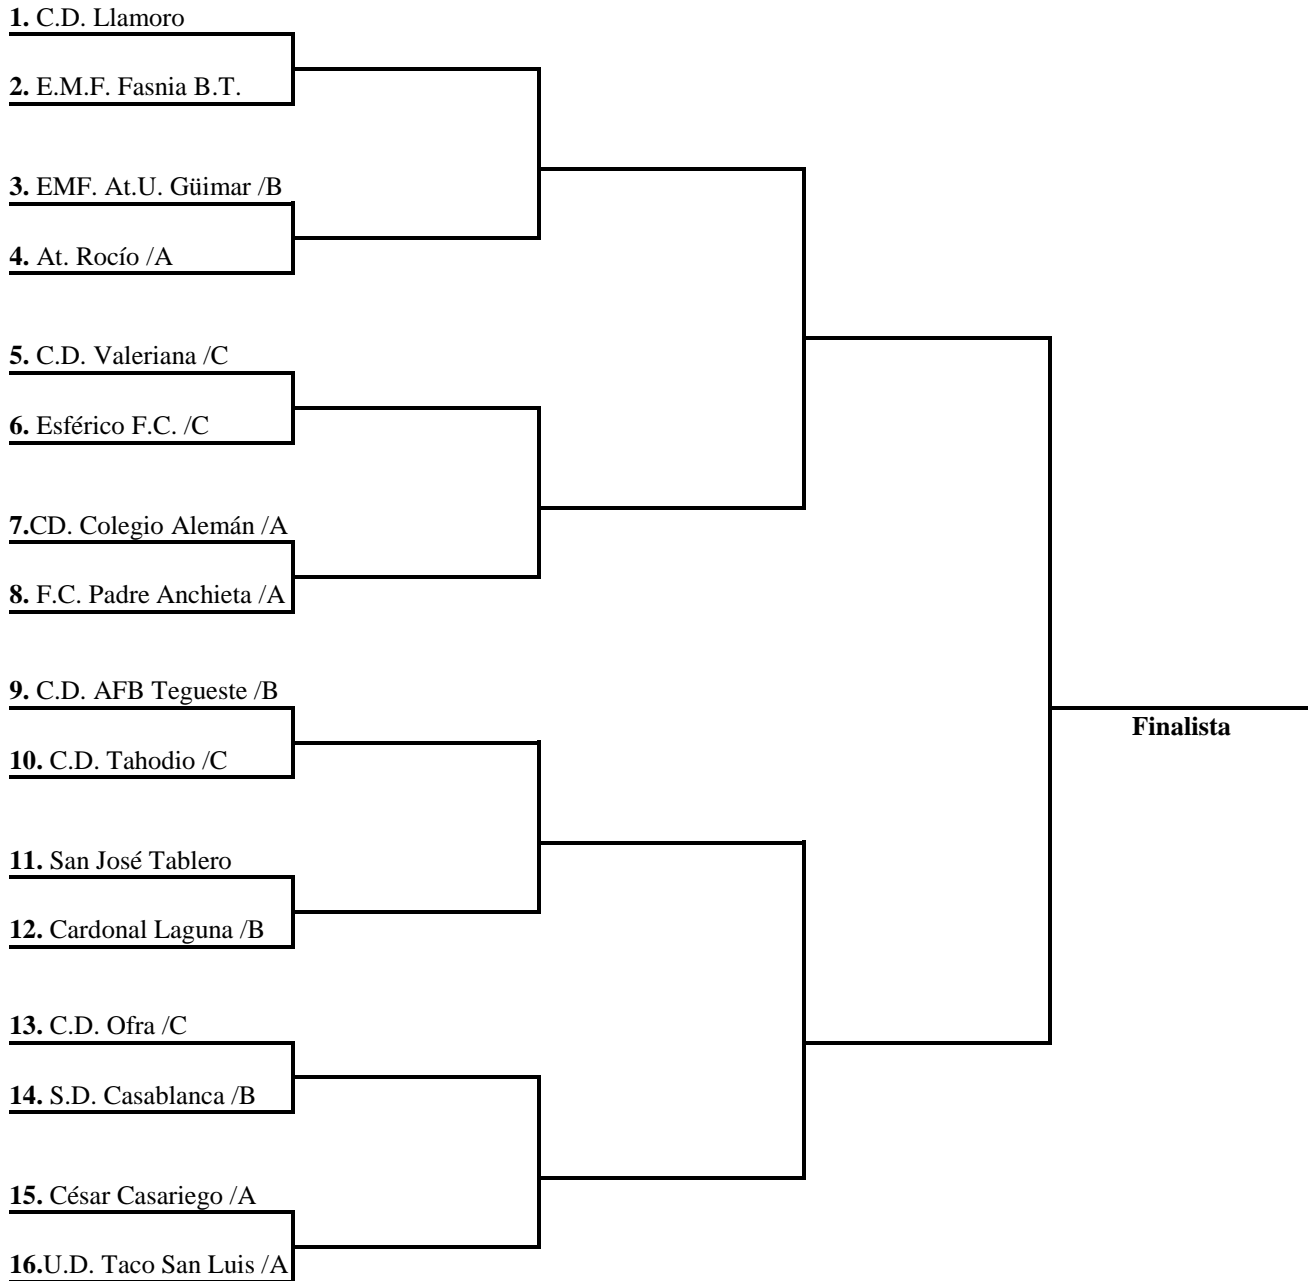 1. C.D. Llamoro
2. E.M.F. Fasnia B.T.
3. EMF. At.U. Güimar /B
4. At. Rocío /A
5. C.D. Valeriana /C
6. Esférico F.C. /C
7.CD. Colegio Alemán /A
8. F.C. Padre Anchieta /A
9. C.D. AFB Tegueste /B
Finalista
10. C.D. Tahodio /C
11. San José Tablero
12. Cardonal Laguna /B
13. C.D. Ofra /C
14. S.D. Casablanca /B
15. César Casariego /A
16.U.D. Taco San Luis /A